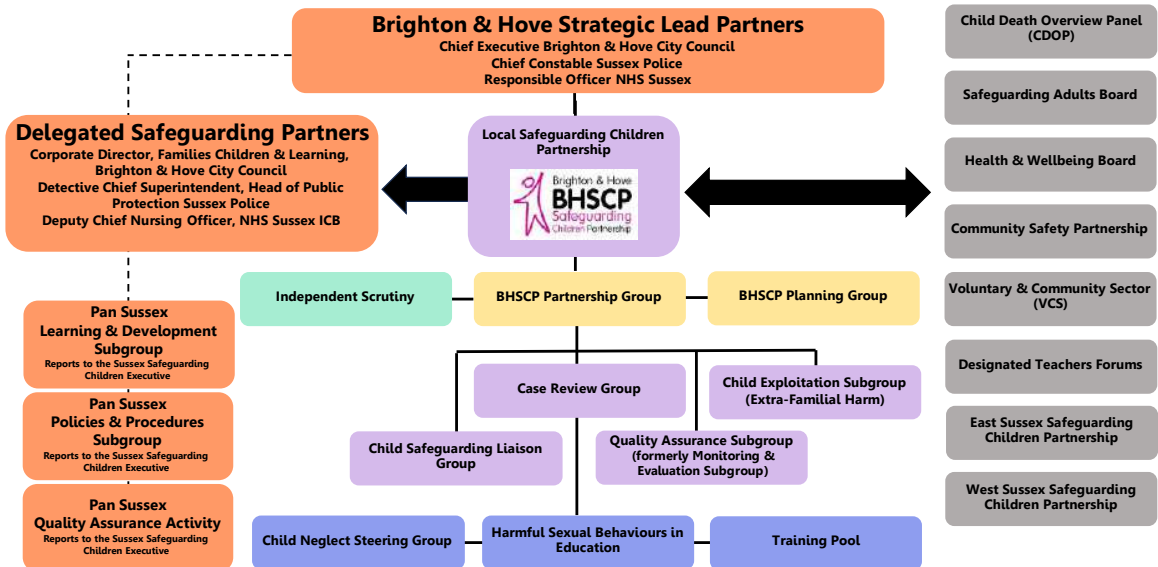 Brighton & Hove Strategic Lead Partners
Chief Executive Brighton & Hove City Council
Chief Constable Sussex Police
Responsible Officer NHS Sussex
Delegated Safeguarding Partners
Corporate Director, Families Children & Learning,
Brighton & Hove City Council
Detective Chief Superintendent, Head of Public
Protection Sussex Police
Deputy Chief Nursing Officer, NHS Sussex ICB
Local Safeguarding Children
Partnership
Brighton & Hove
BHSCP
Safeguarding
Children Partnership
Independent Scrutiny
BHSCP Partnership Group
BHSCP Planning Group
Pan Sussex
Learning & Development
Subgroup
Reports to the Sussex Safeguarding
Children Executive
Pan Sussex
Policies & Procedures
Subgroup
Reports to the Sussex Safeguarding
Children Executive
Pan Sussex
Quality Assurance Activity
Reports to the Sussex Safeguarding
Children Executive
Case Review Group
Child Exploitation Subgroup
(Extra-Familial Harm)
Child Safeguarding Liaison
Group
Quality Assurance Subgroup
(formerly Monitoring &
Evaluation Subgroup)
Child Neglect Steering Group
Harmful Sexual Behaviours in
Education
Training Pool
Child Death Overview Panel
(CDOP)
Safeguarding Adults Board
Health & Wellbeing Board
Community Safety Partnership
Voluntary & Community Sector
(VCS)
Designated Teachers Forums
East Sussex Safeguarding
Children Partnership
West Sussex Safeguarding
Children Partnership